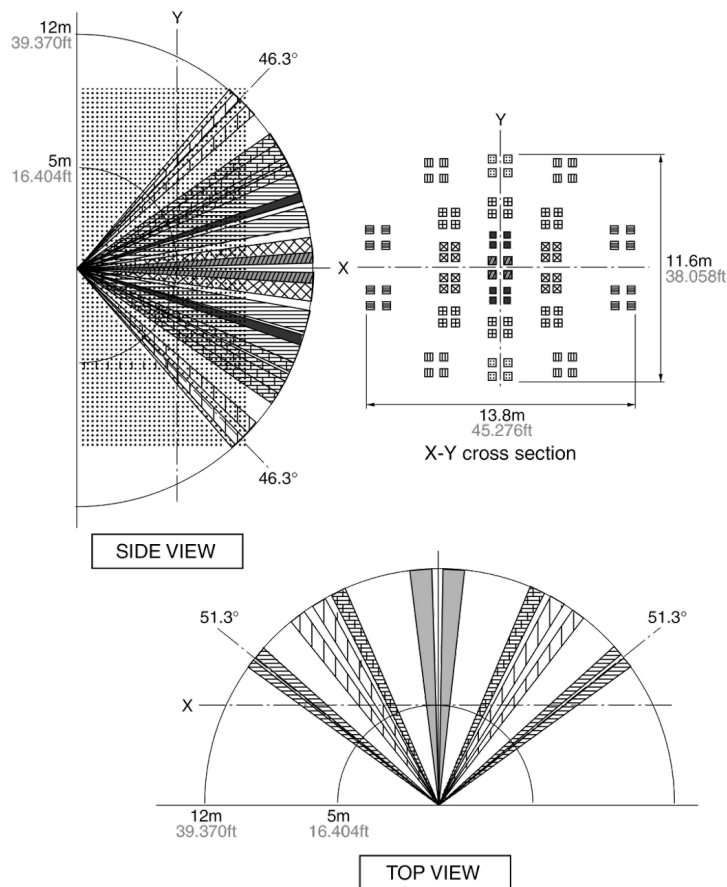 Y
12m
39.370ft
46.3°
5m
16.404ft
X
46.3°
SIDE VIEW
Y
11.6m
38.058ft
13.8m
45.276ft
X-Y cross section
51.3°
51.3°
X
12m
39.370ft
5m
16.404ft
TOP VIEW